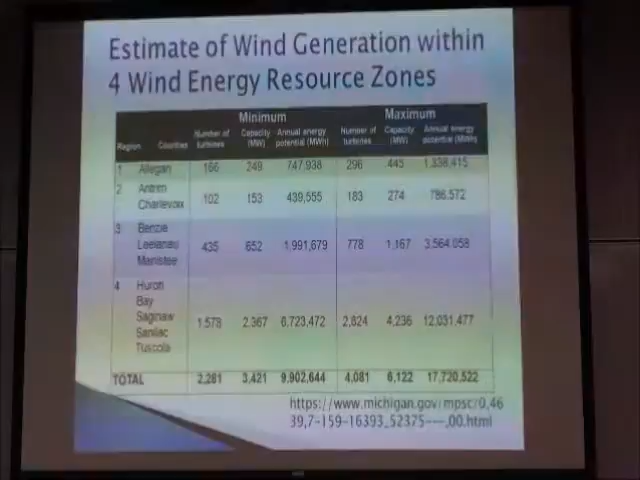 Estimate of Wind Generation within
4 Wind Energy Resource Zones
Minimum Maximum
Region Counties Number of turbines Capacity (MW) Annual energy potential (MWh) Number of turbines Capacity (MW) Annual energy potential (MWh)
1 Allegan 166 249 747,938 296 445 1,338,415
2 Antrim
Charlevoix 102 153 439,555 183 274 786,572
3 Benzie
Leelanau 435 652 1,991,679 778 1,167 3,564,058
Manistee
4 Huron
Bay
Saginaw 1,578 2,367 6,723,472 2,824 4,236 12,031,477
Sanilac
Tuscola
TOTAL 2,281 3,421 9,902,644 4,081 6,122 17,720,522
https://www.michigan.gov/mpsc/0,46
39,7-159-16393_52375---,00.html